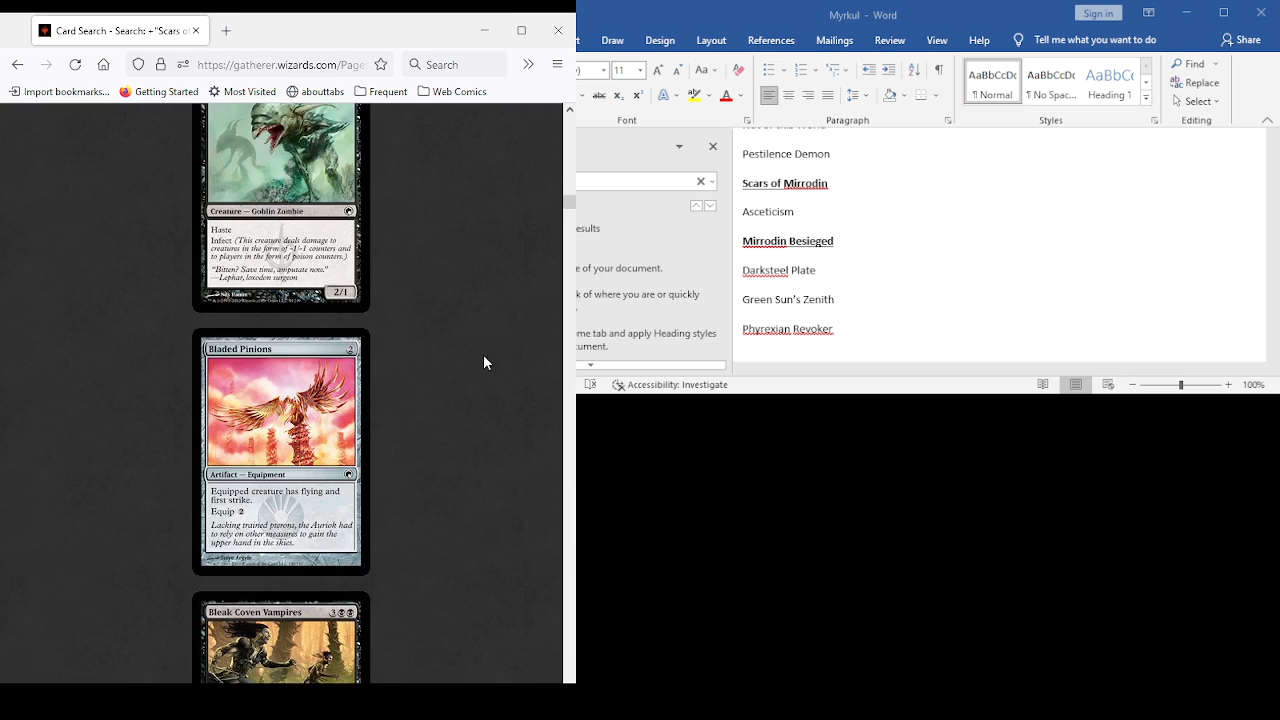 Card Search - Search: +"Scars o
https://gatherer.wizards.com/Page
Search
Import bookmarks...
Getting Started
Most Visited
abouttabs
Frequent
Web Comics
Creature — Goblin Zombie
Haste
Infect (This creature deals damage to
creatures in the form of -1/-1 counters and
to players in the form of poison counters.)
"Bitten? Save time, amputate now."
—Lephar, loxodon surgeon
2/1
Bladed Pinions 2
Artifact — Equipment
Equipped creature has flying and
first strike.
Equip 2
Lacking trained pterons, the Auriok had
to rely on other measures to gain the
upper hand in the skies.
Bleak Coven Vampires 3
Myrkul - Word
Sign in
Draw
Design
Layout
References
Mailings
Review
View
Help
Tell me what you want to do
Share
11
Aa
abc
x₂
x²
A
Font
Paragraph
AaBbCcDc
¶ Normal
AaBbCcDc
¶ No Spac...
AaBbCc
Heading 1
Styles
Find
Replace
Select
Editing
esults
e of your document.
k of where you are or quickly
me tab and apply Heading styles
cument.
Pestilence Demon
Scars of Mirrodin
Asceticism
Mirrodin Besieged
Darksteel Plate
Green Sun's Zenith
Phyrexian Revoker
Accessibility: Investigate
100%